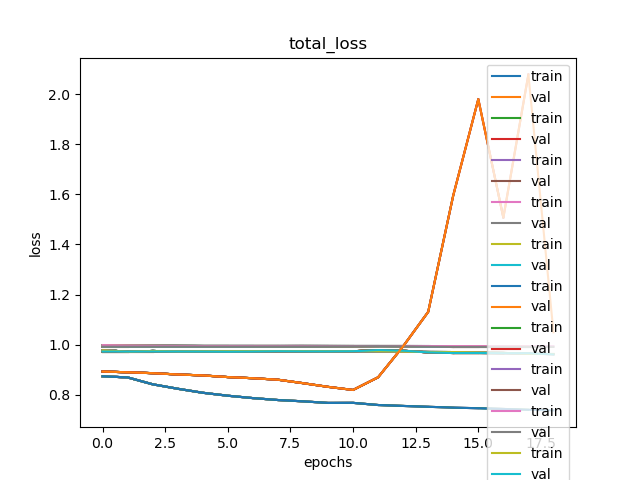 total_loss
loss
2.0
1.8
1.6
1.4
1.2
1.0
0.8
0.0
2.5
5.0
7.5
10.0
12.5
15.0
17.5
epochs
train
val
train
val
train
val
train
val
train
val
train
val
train
val
train
val
train
val
train
val